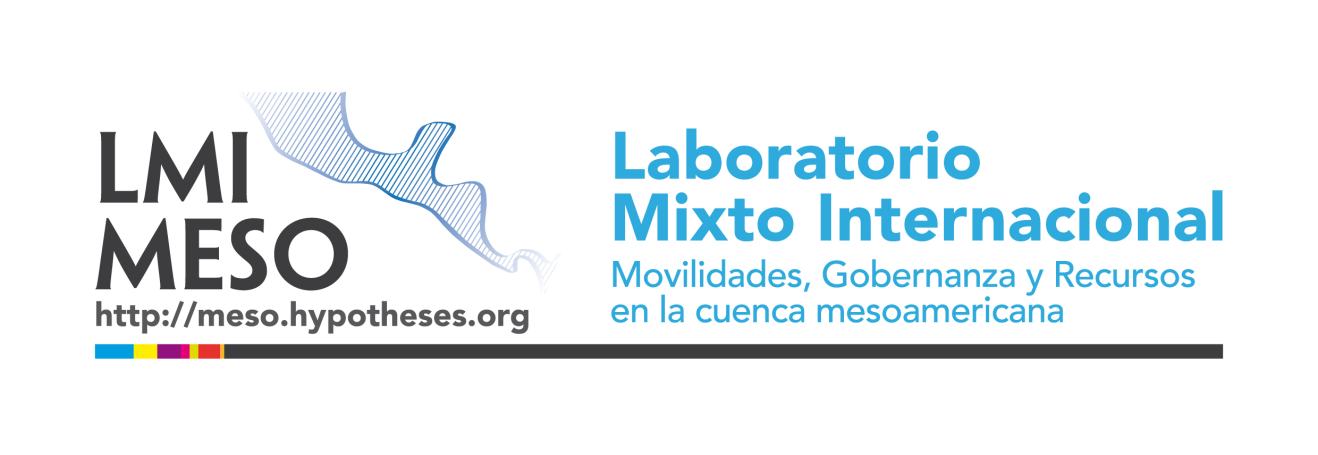 LMI
MESO
http://meso.hypotheses.org
Laboratorio
Mixto Internacional
Movilidades, Gobernanza y Recursos
en la cuenca mesoamericana